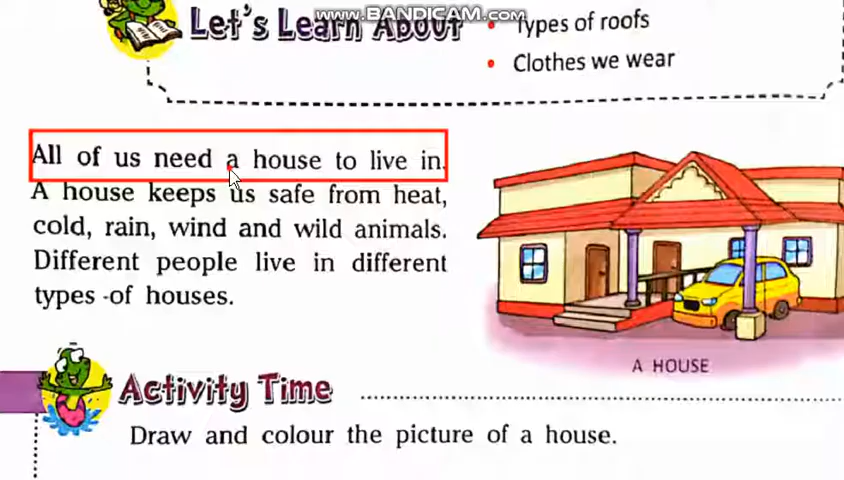 www.BANDICAM.com
Let's Learn About
• Types of roofs
• Clothes we wear
All of us need a house to live in.
A house keeps us safe from heat,
cold, rain, wind and wild animals.
Different people live in different
types -of houses.
A HOUSE
Activity Time
Draw and colour the picture of a house.